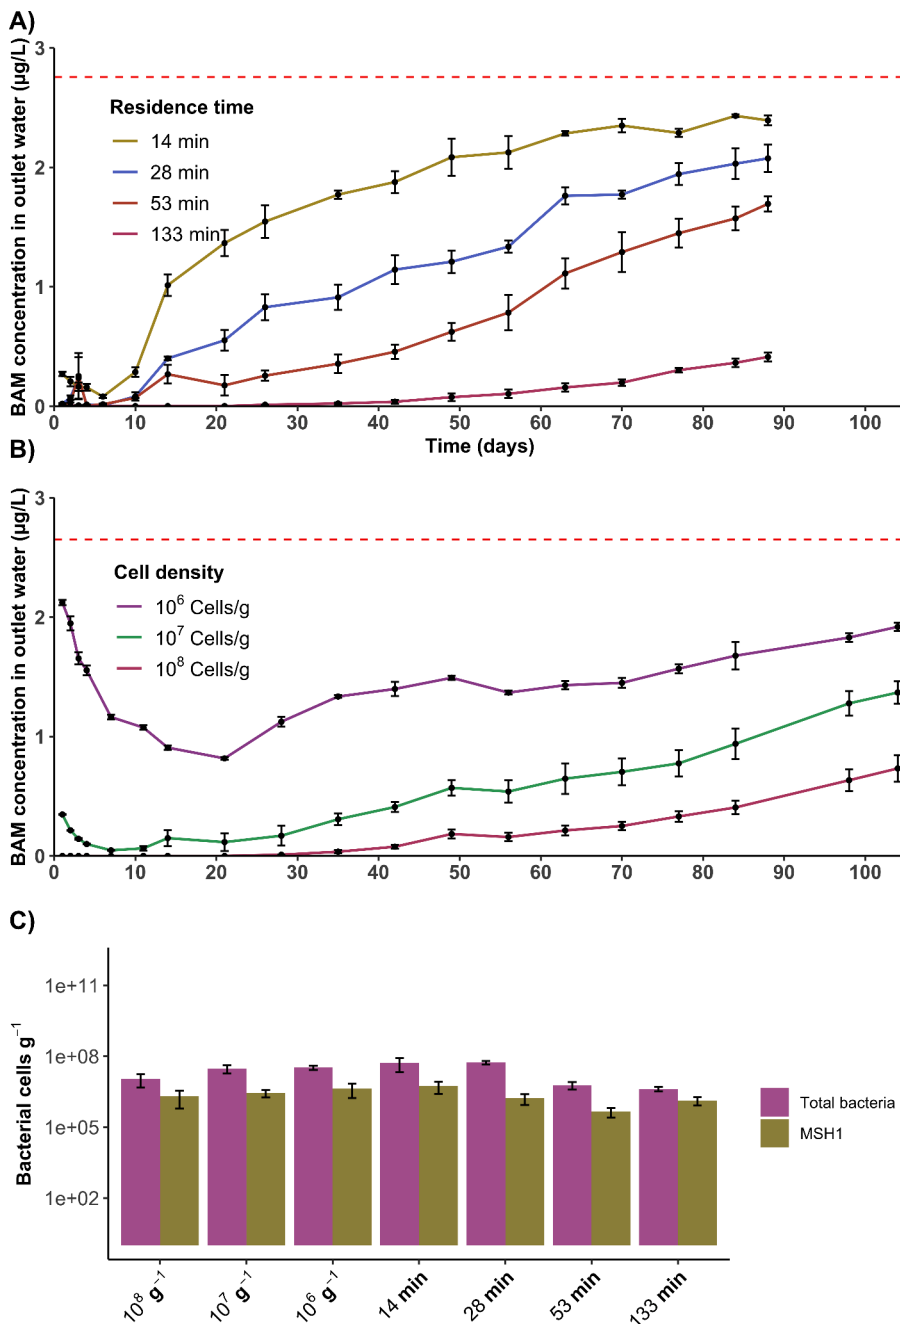 A)
BAM concentration in outlet water (µg/L)
3
2
1
0
Residence time
14 min
28 min
53 min
133 min
0 10 20 30 40 50 60 70 80 90 100
Time (days)
B)
BAM concentration in outlet water (µg/L)
3
2
1
0
Cell density
10⁶ Cells/g
10⁷ Cells/g
10⁸ Cells/g
0 10 20 30 40 50 60 70 80 90 100
C)
Bacterial cells g⁻¹
1e+11
1e+08
1e+05
1e+02
Total bacteria
MSH1
10⁸ g⁻¹ 10⁷ g⁻¹ 10⁶ g⁻¹ 14 min 28 min 53 min 133 min